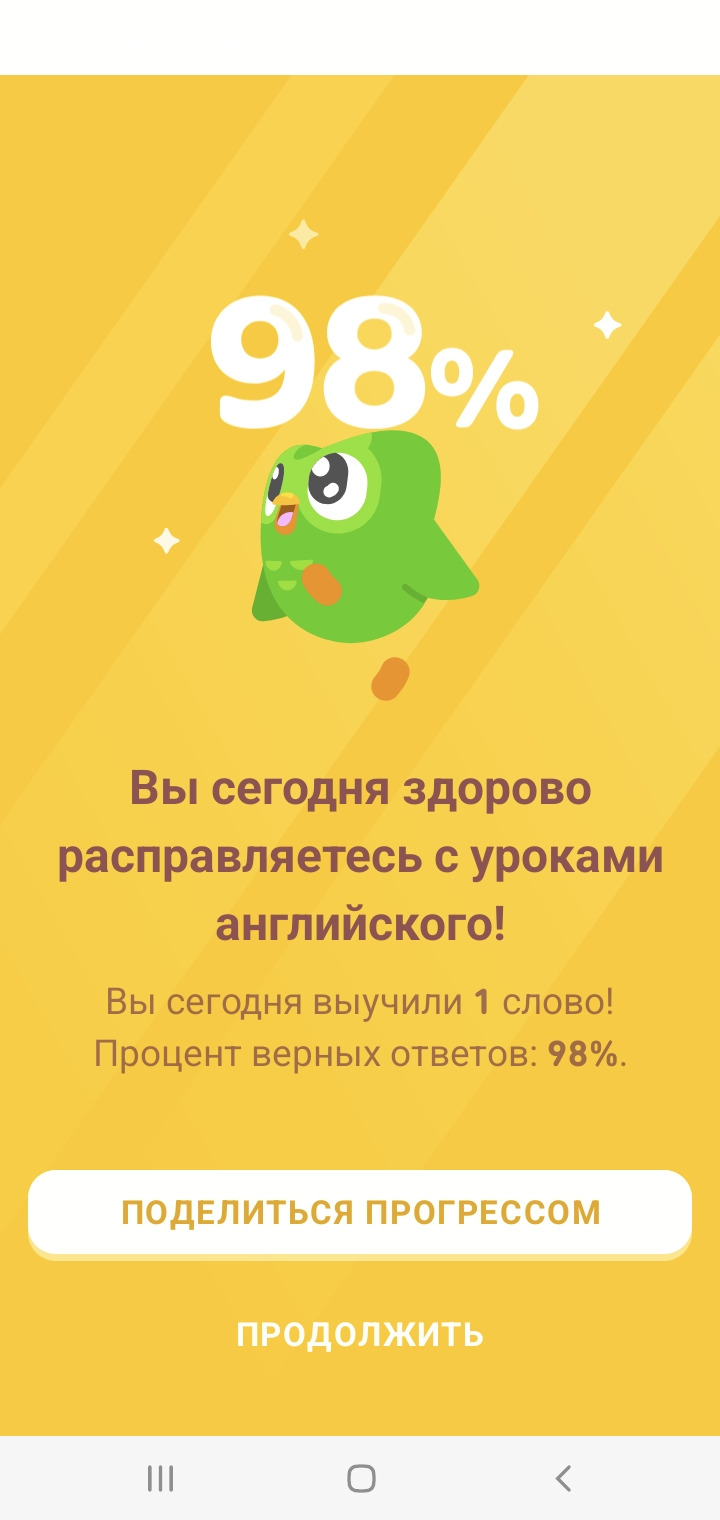 98%
Вы сегодня здорово
расправляетесь с уроками
английского!
Вы сегодня выучили 1 слово!
Процент верных ответов: 98%.
ПОДЕЛИТЬСЯ ПРОГРЕССОМ
ПРОДОЛЖИТЬ